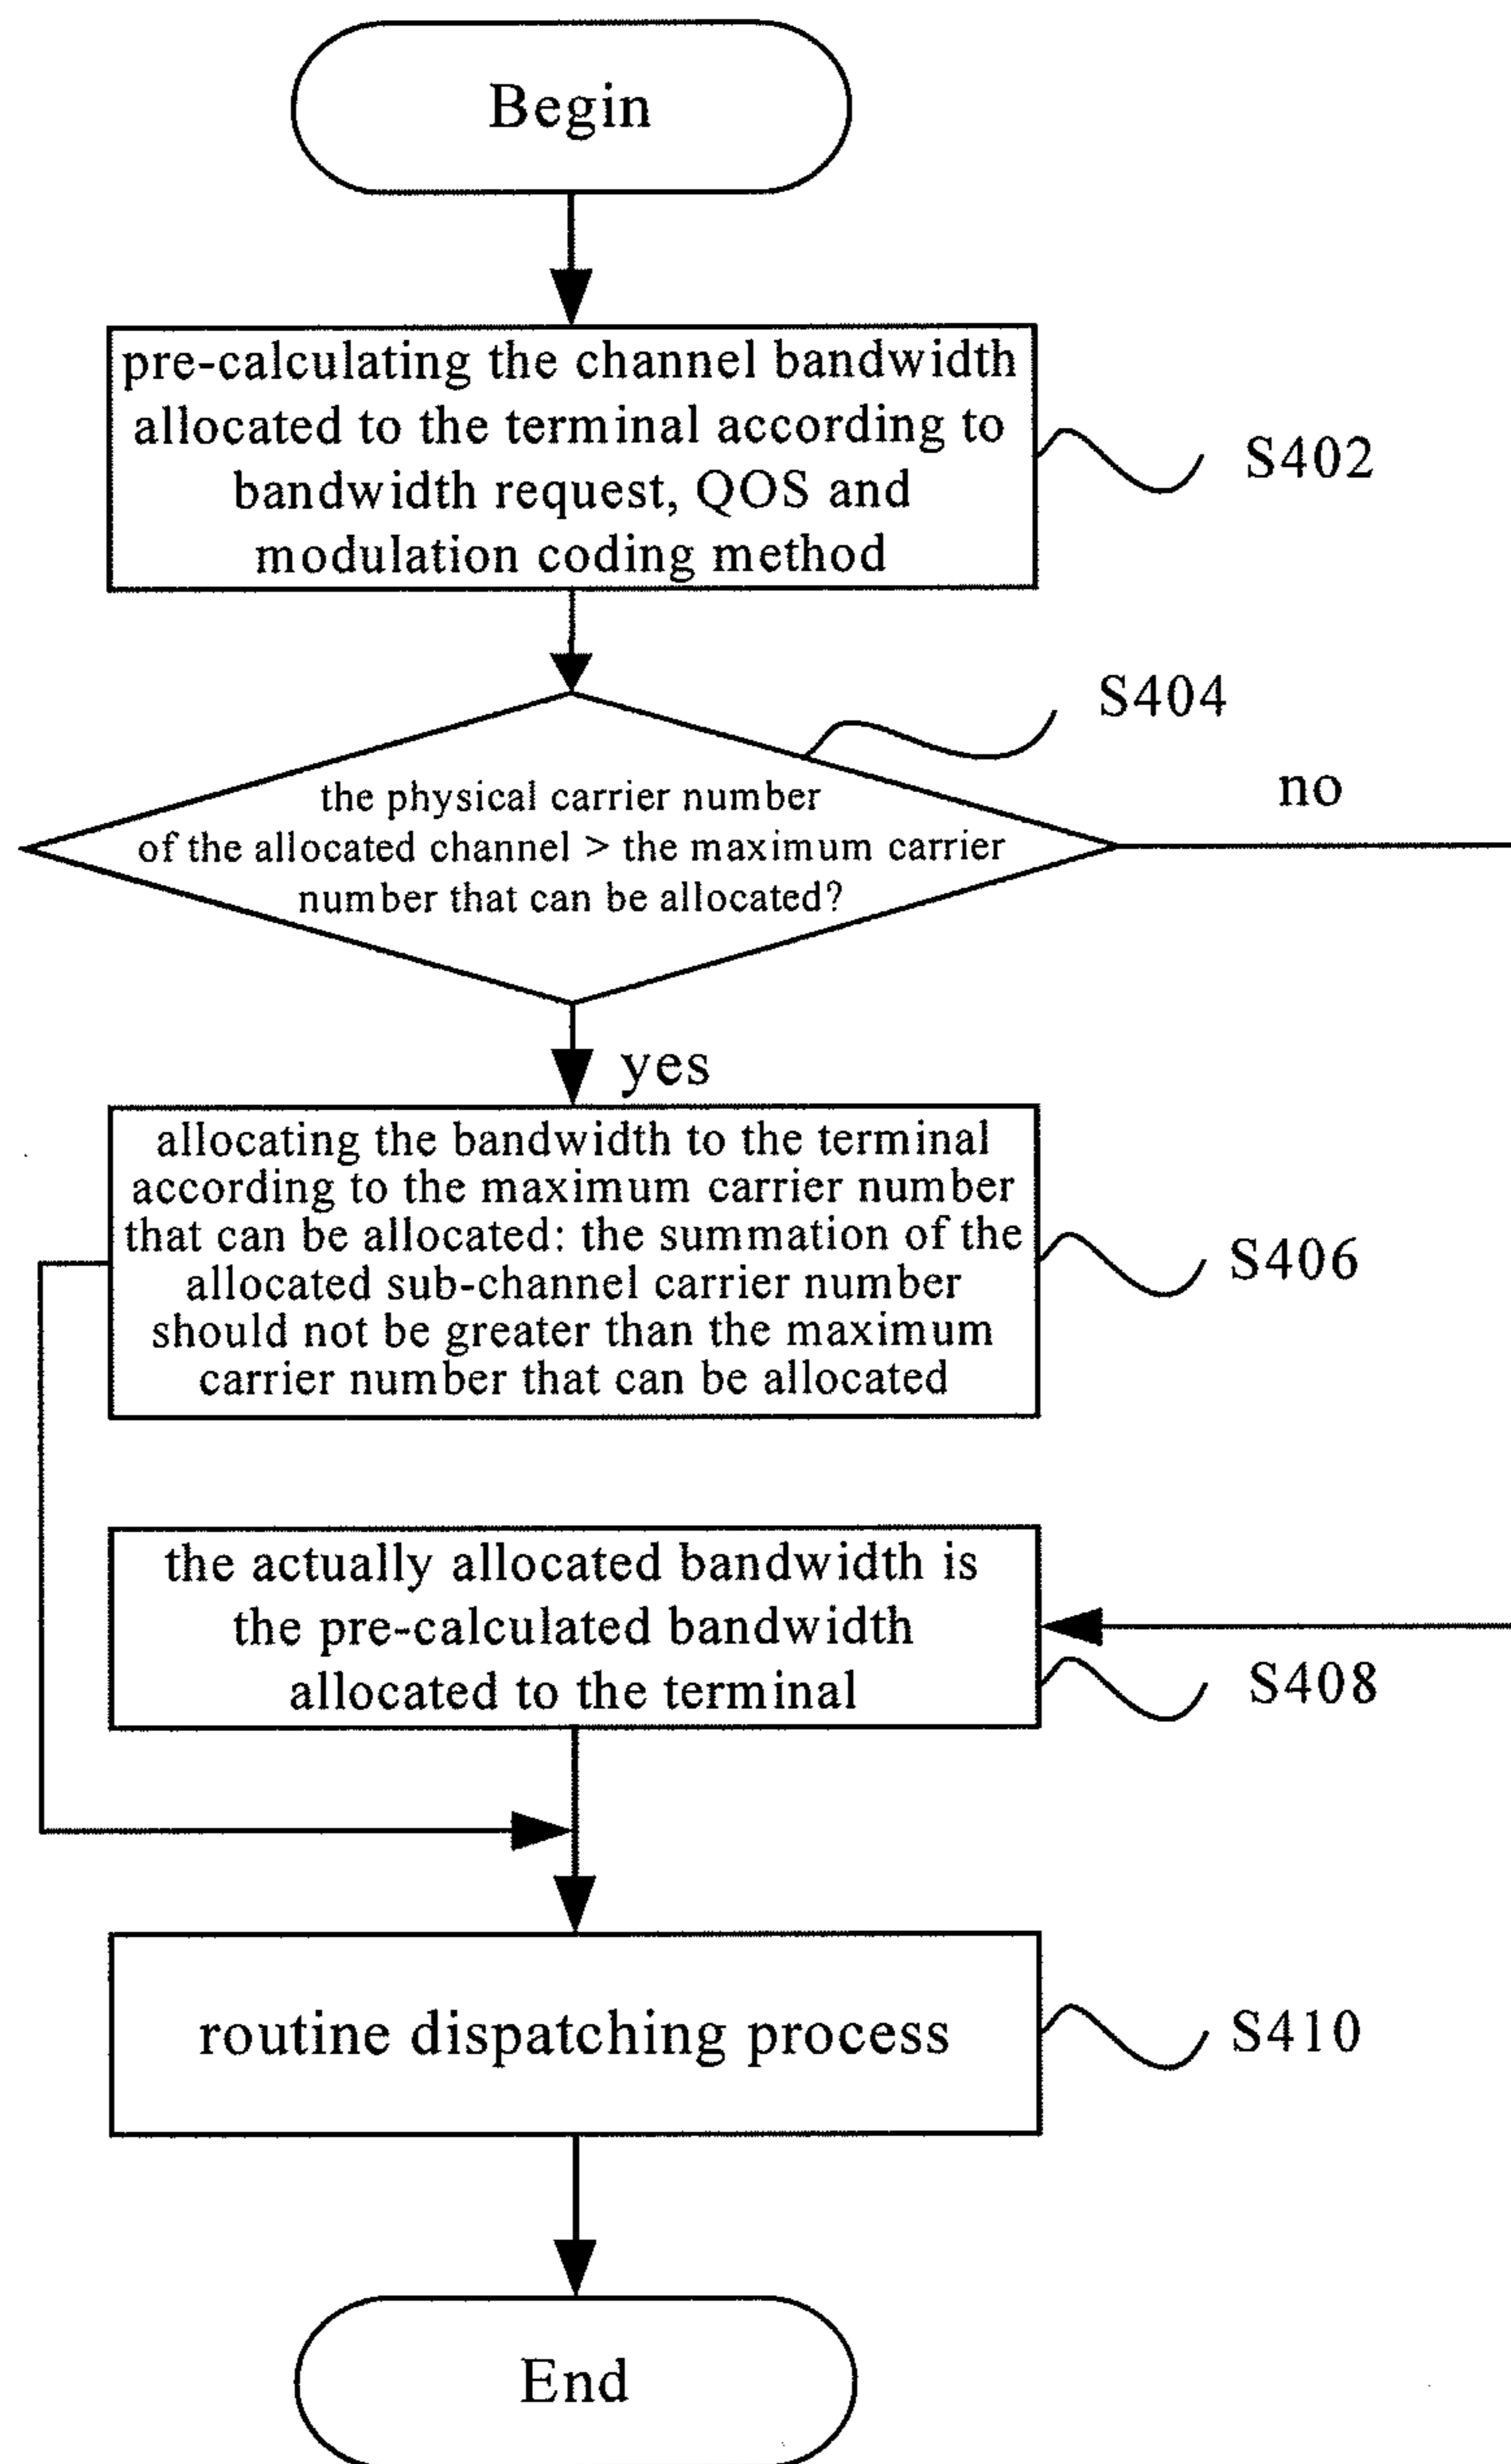 Begin
pre-calculating the channel bandwidth
allocated to the terminal according to
bandwidth request, QOS and
modulation coding method
S402
S404
the physical carrier number
of the allocated channel > the maximum carrier
number that can be allocated?
no
yes
allocating the bandwidth to the terminal
according to the maximum carrier number
that can be allocated: the summation of the
allocated sub-channel carrier number
should not be greater than the maximum
carrier number that can be allocated
S406
the actually allocated bandwidth is
the pre-calculated bandwidth
allocated to the terminal
S408
routine dispatching process
S410
End